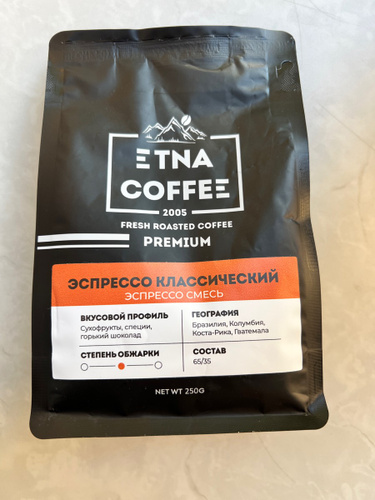 ETNA
COFFEE
2005
FRESH ROASTED COFFEE
PREMIUM
ЭСПРЕССО КЛАССИЧЕСКИЙ
ЭСПРЕССО СМЕСЬ
ВКУСОВОЙ ПРОФИЛЬ
Сухофрукты, специи,
горький шоколад
ГЕОГРАФИЯ
Бразилия, Колумбия,
Коста-Рика, Гватемала
СТЕПЕНЬ ОБЖАРКИ
СОСТАВ
65/35
NET WT 250G